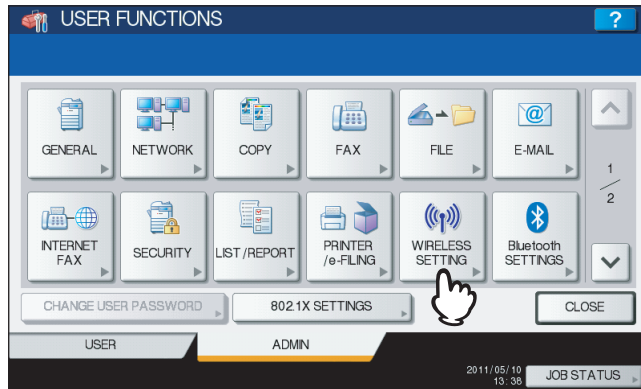 USER FUNCTIONS
?
GENERAL
NETWORK
COPY
FAX
FILE
E-MAIL
1
2
INTERNET
FAX
SECURITY
LIST/REPORT
PRINTER
/e-FILING
WIRELESS
SETTING
Bluetooth
SETTINGS
CHANGE USER PASSWORD
802.1X SETTINGS
CLOSE
USER
ADMIN
2011/05/10
13:38
JOB STATUS